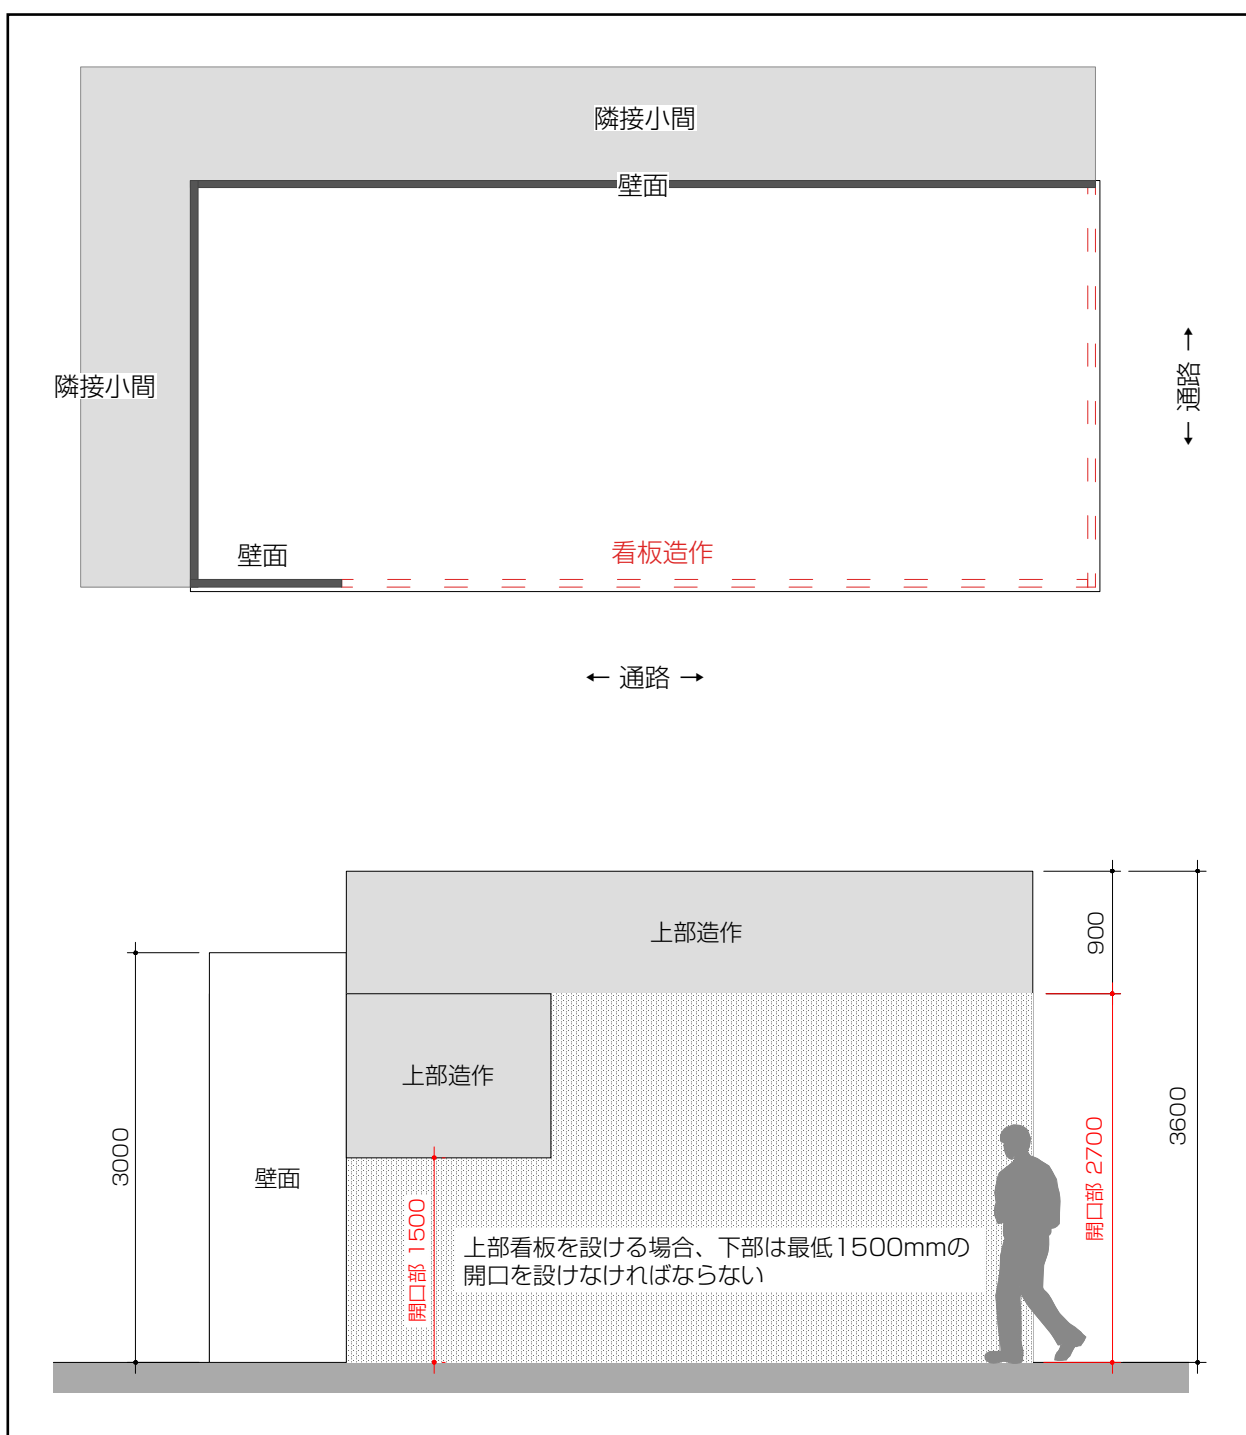 隣接小間
壁面
隣接小間
← 通路 →
壁面
看板造作
← 通路 →
上部造作
900
上部造作
3000
壁面
開口部 1500
開口部 2700
3600
上部看板を設ける場合、下部は最低1500mmの
開口を設けなければならない